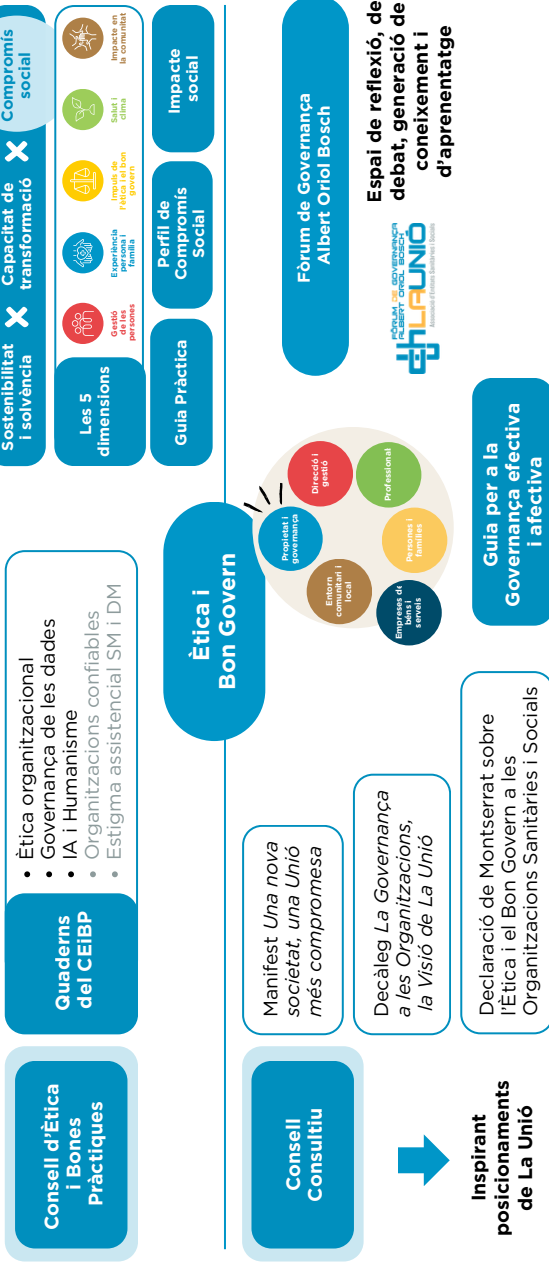 Consell d'Ètica
i Bones
Pràctiques
Quaderns
del CEiBP
• Ètica organitzacional
• Governança de les dades
• IA i Humanisme
• Organitzacions confiables
• Estigma assistencial SM i DM
Sostenibilitat
i solvència
Capacitat de
transformació
Compromís
social
Les 5
dimensions
Gestió
de les
persones
Experiència
persona i
família
Impuls de
l'ètica i el bon
govern
Salut i
clima
Impacte en
la comunitat
Guia Pràctica
Perfil de
Compromís
Social
Impacte
social
Ètica i
Bon Govern
Consell
Consultiu
Inspirant
posicionaments
de La Unió
Manifest Una nova
societat, una Unió
més compromesa
Decàleg La Governança
a les Organitzacions,
la Visió de La Unió
Declaració de Montserrat sobre
l'Ètica i el Bon Govern a les
Organitzacions Sanitàries i Socials
Propietat i
governança
Direcció i
gestió
Professional
Persones i
famílies
Empreses de
béns i
serveis
Entorn
comunitari i
local
Guia per a la
Governança efectiva
i afectiva
Fòrum de Governança
Albert Oriol Bosch
FÒRUM DE GOVERNANÇA
ALBERT ORIOL BOSCH
LAUNIÓ
Associació d'Entitats Sanitàries i Socials
Espai de reflexió, de
debat, generació de
coneixement i
d'aprenentatge